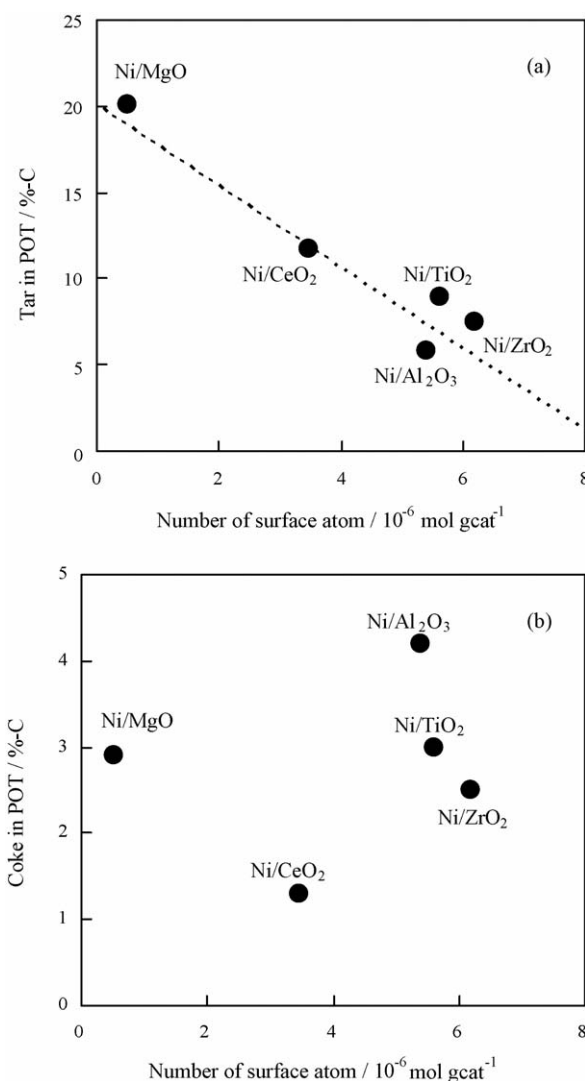 25
Ni/MgO
(a)
20
15
Tar in POT / %-C
10
Ni/CeO₂
Ni/TiO₂
Ni/ZrO₂
5
Ni/Al₂O₃
0
0 2 4 6 8
Number of surface atom / 10⁻⁶ mol gcat⁻¹
5
Ni/Al₂O₃
(b)
4
Ni/MgO
Ni/TiO₂
3
Coke in POT / %-C
Ni/ZrO₂
2
Ni/CeO₂
1
0
0 2 4 6 8
Number of surface atom / 10⁻⁶ mol gcat⁻¹